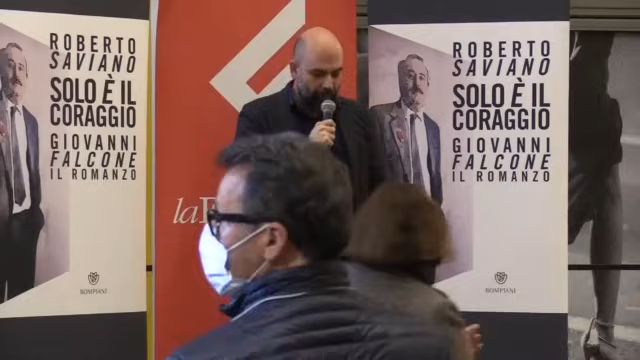 ROBERTO
SAVIANO
SOLO È IL
CORAGGIO
GIOVANNI
FALCONE
IL ROMANZO
BOMPIANI
la
ROBERTO
SAVIANO
SOLO È IL
CORAGGIO
GIOVANNI
FALCONE
IL ROMANZO
BOMPIANI